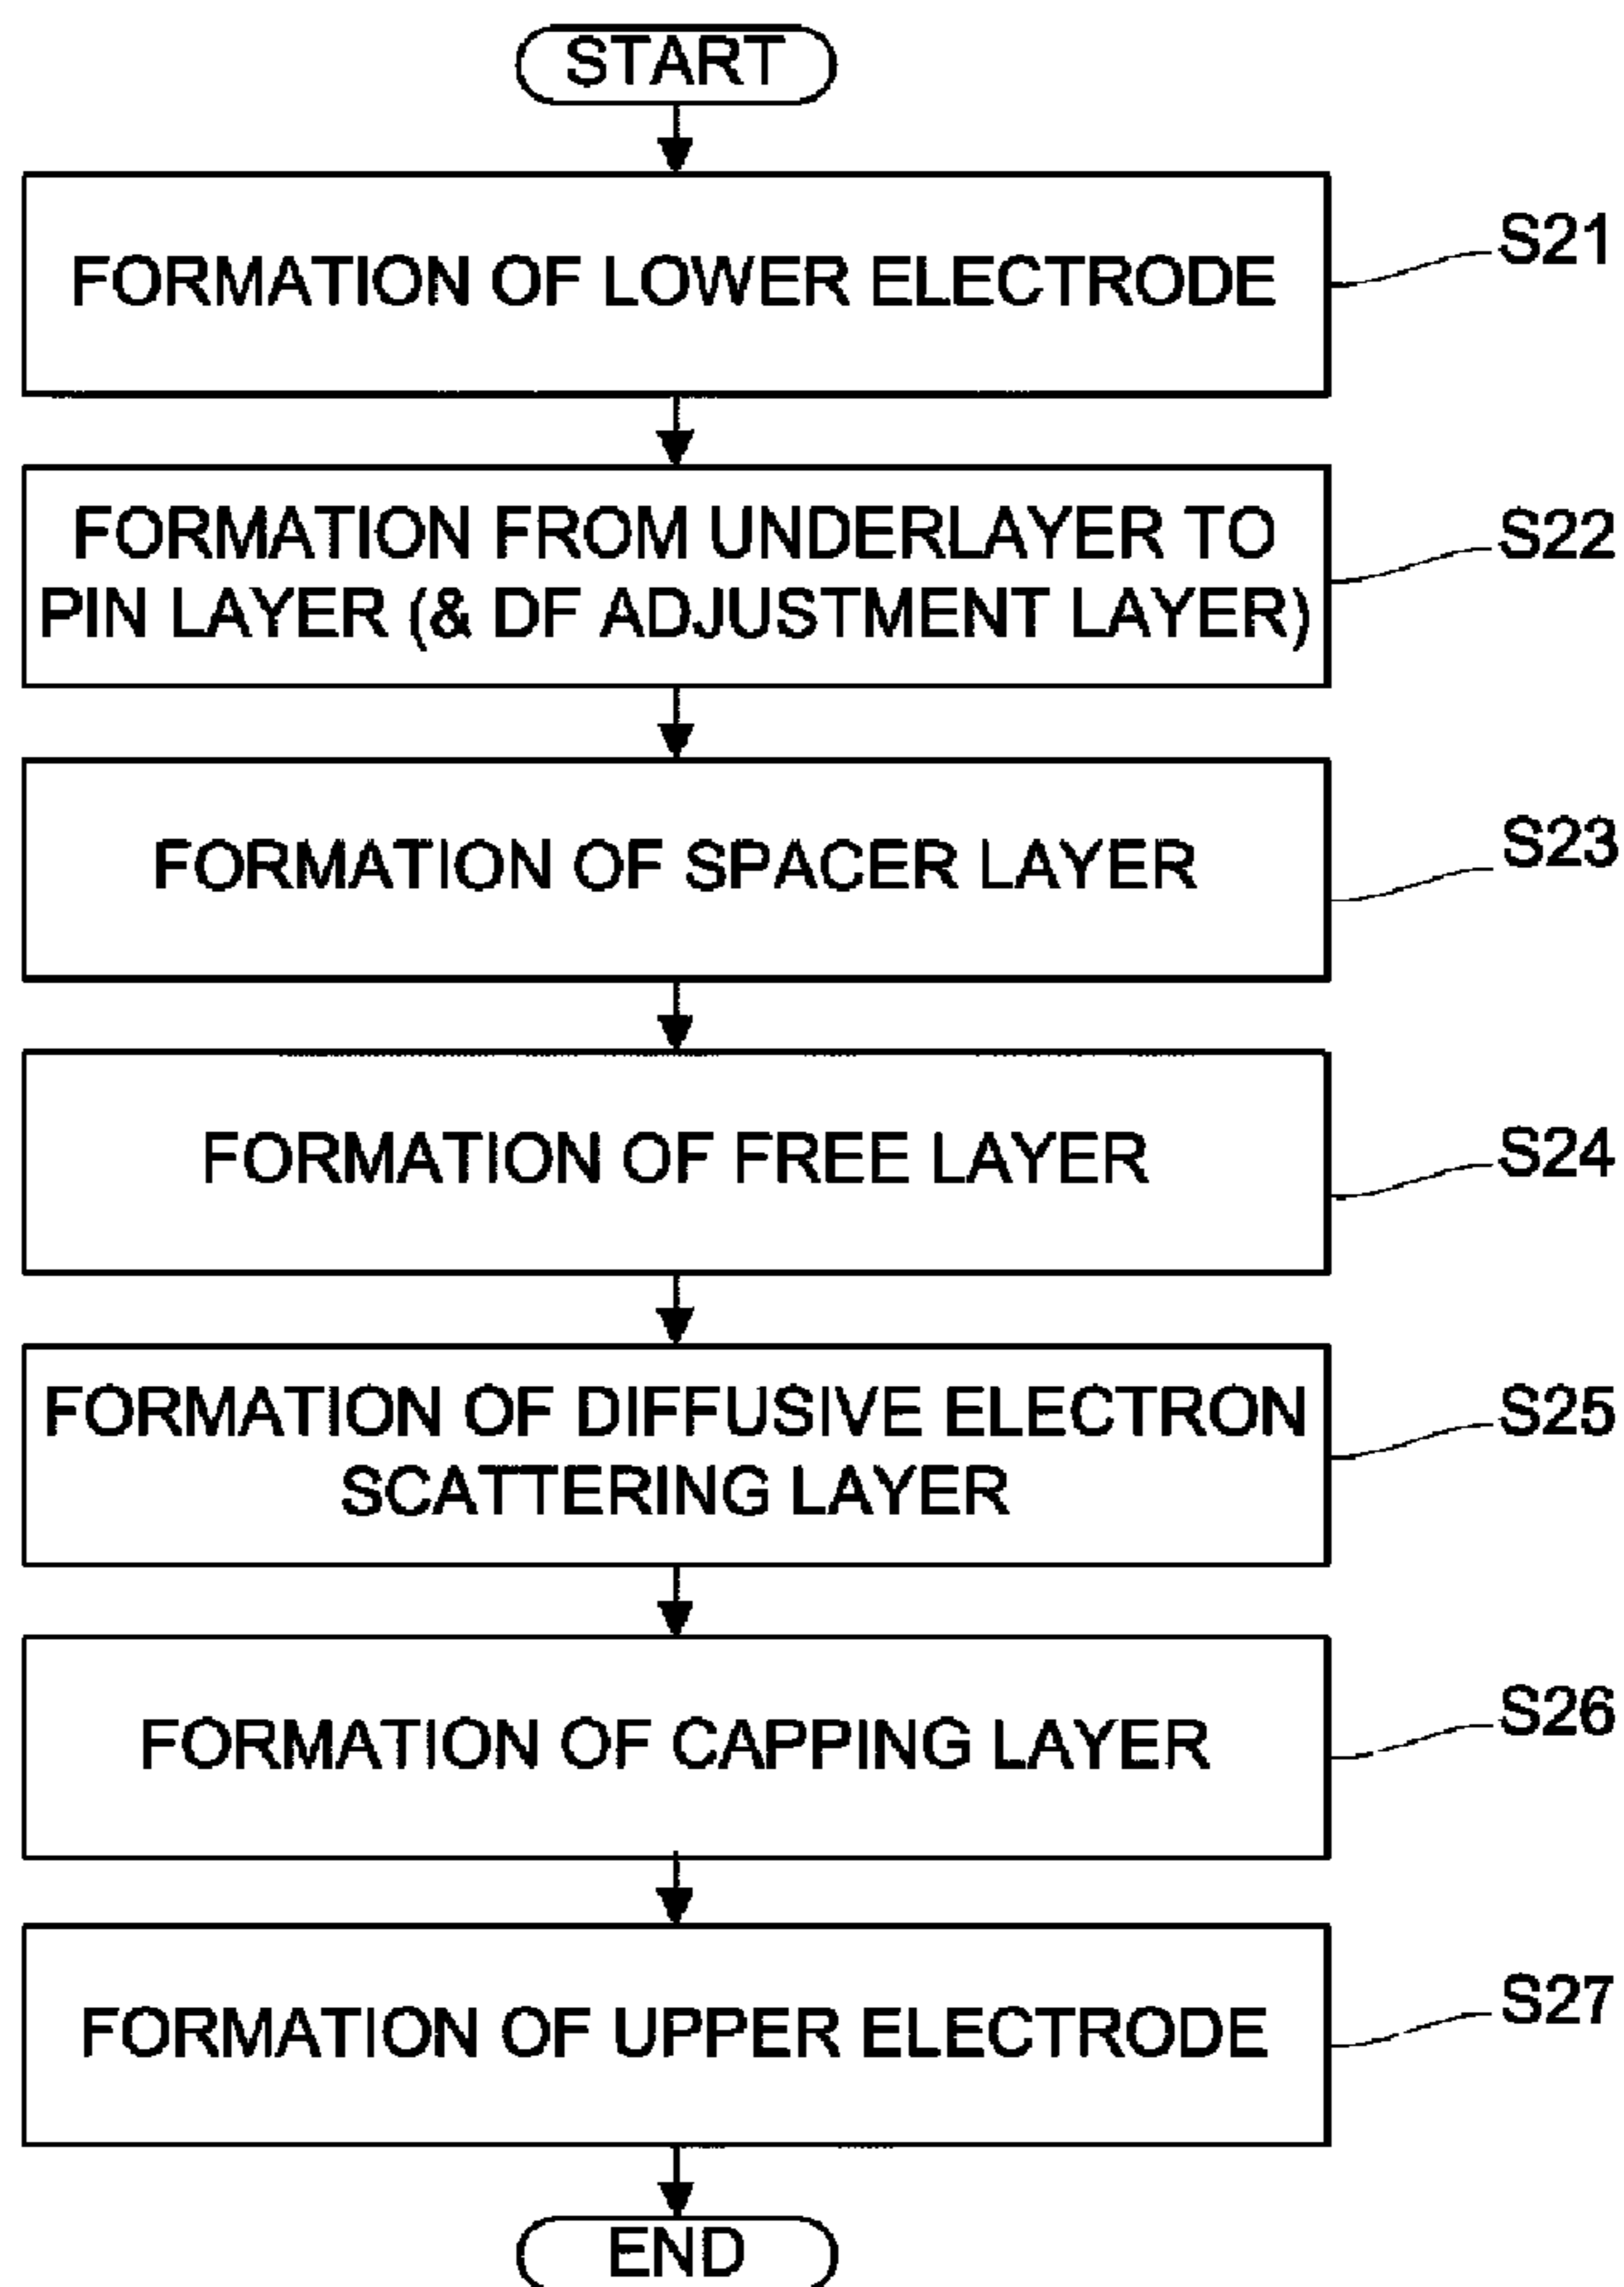 START
FORMATION OF LOWER ELECTRODE
S21
FORMATION FROM UNDERLAYER TO
PIN LAYER (& DF ADJUSTMENT LAYER)
S22
FORMATION OF SPACER LAYER
S23
FORMATION OF FREE LAYER
S24
FORMATION OF DIFFUSIVE ELECTRON
SCATTERING LAYER
S25
FORMATION OF CAPPING LAYER
S26
FORMATION OF UPPER ELECTRODE
S27
END